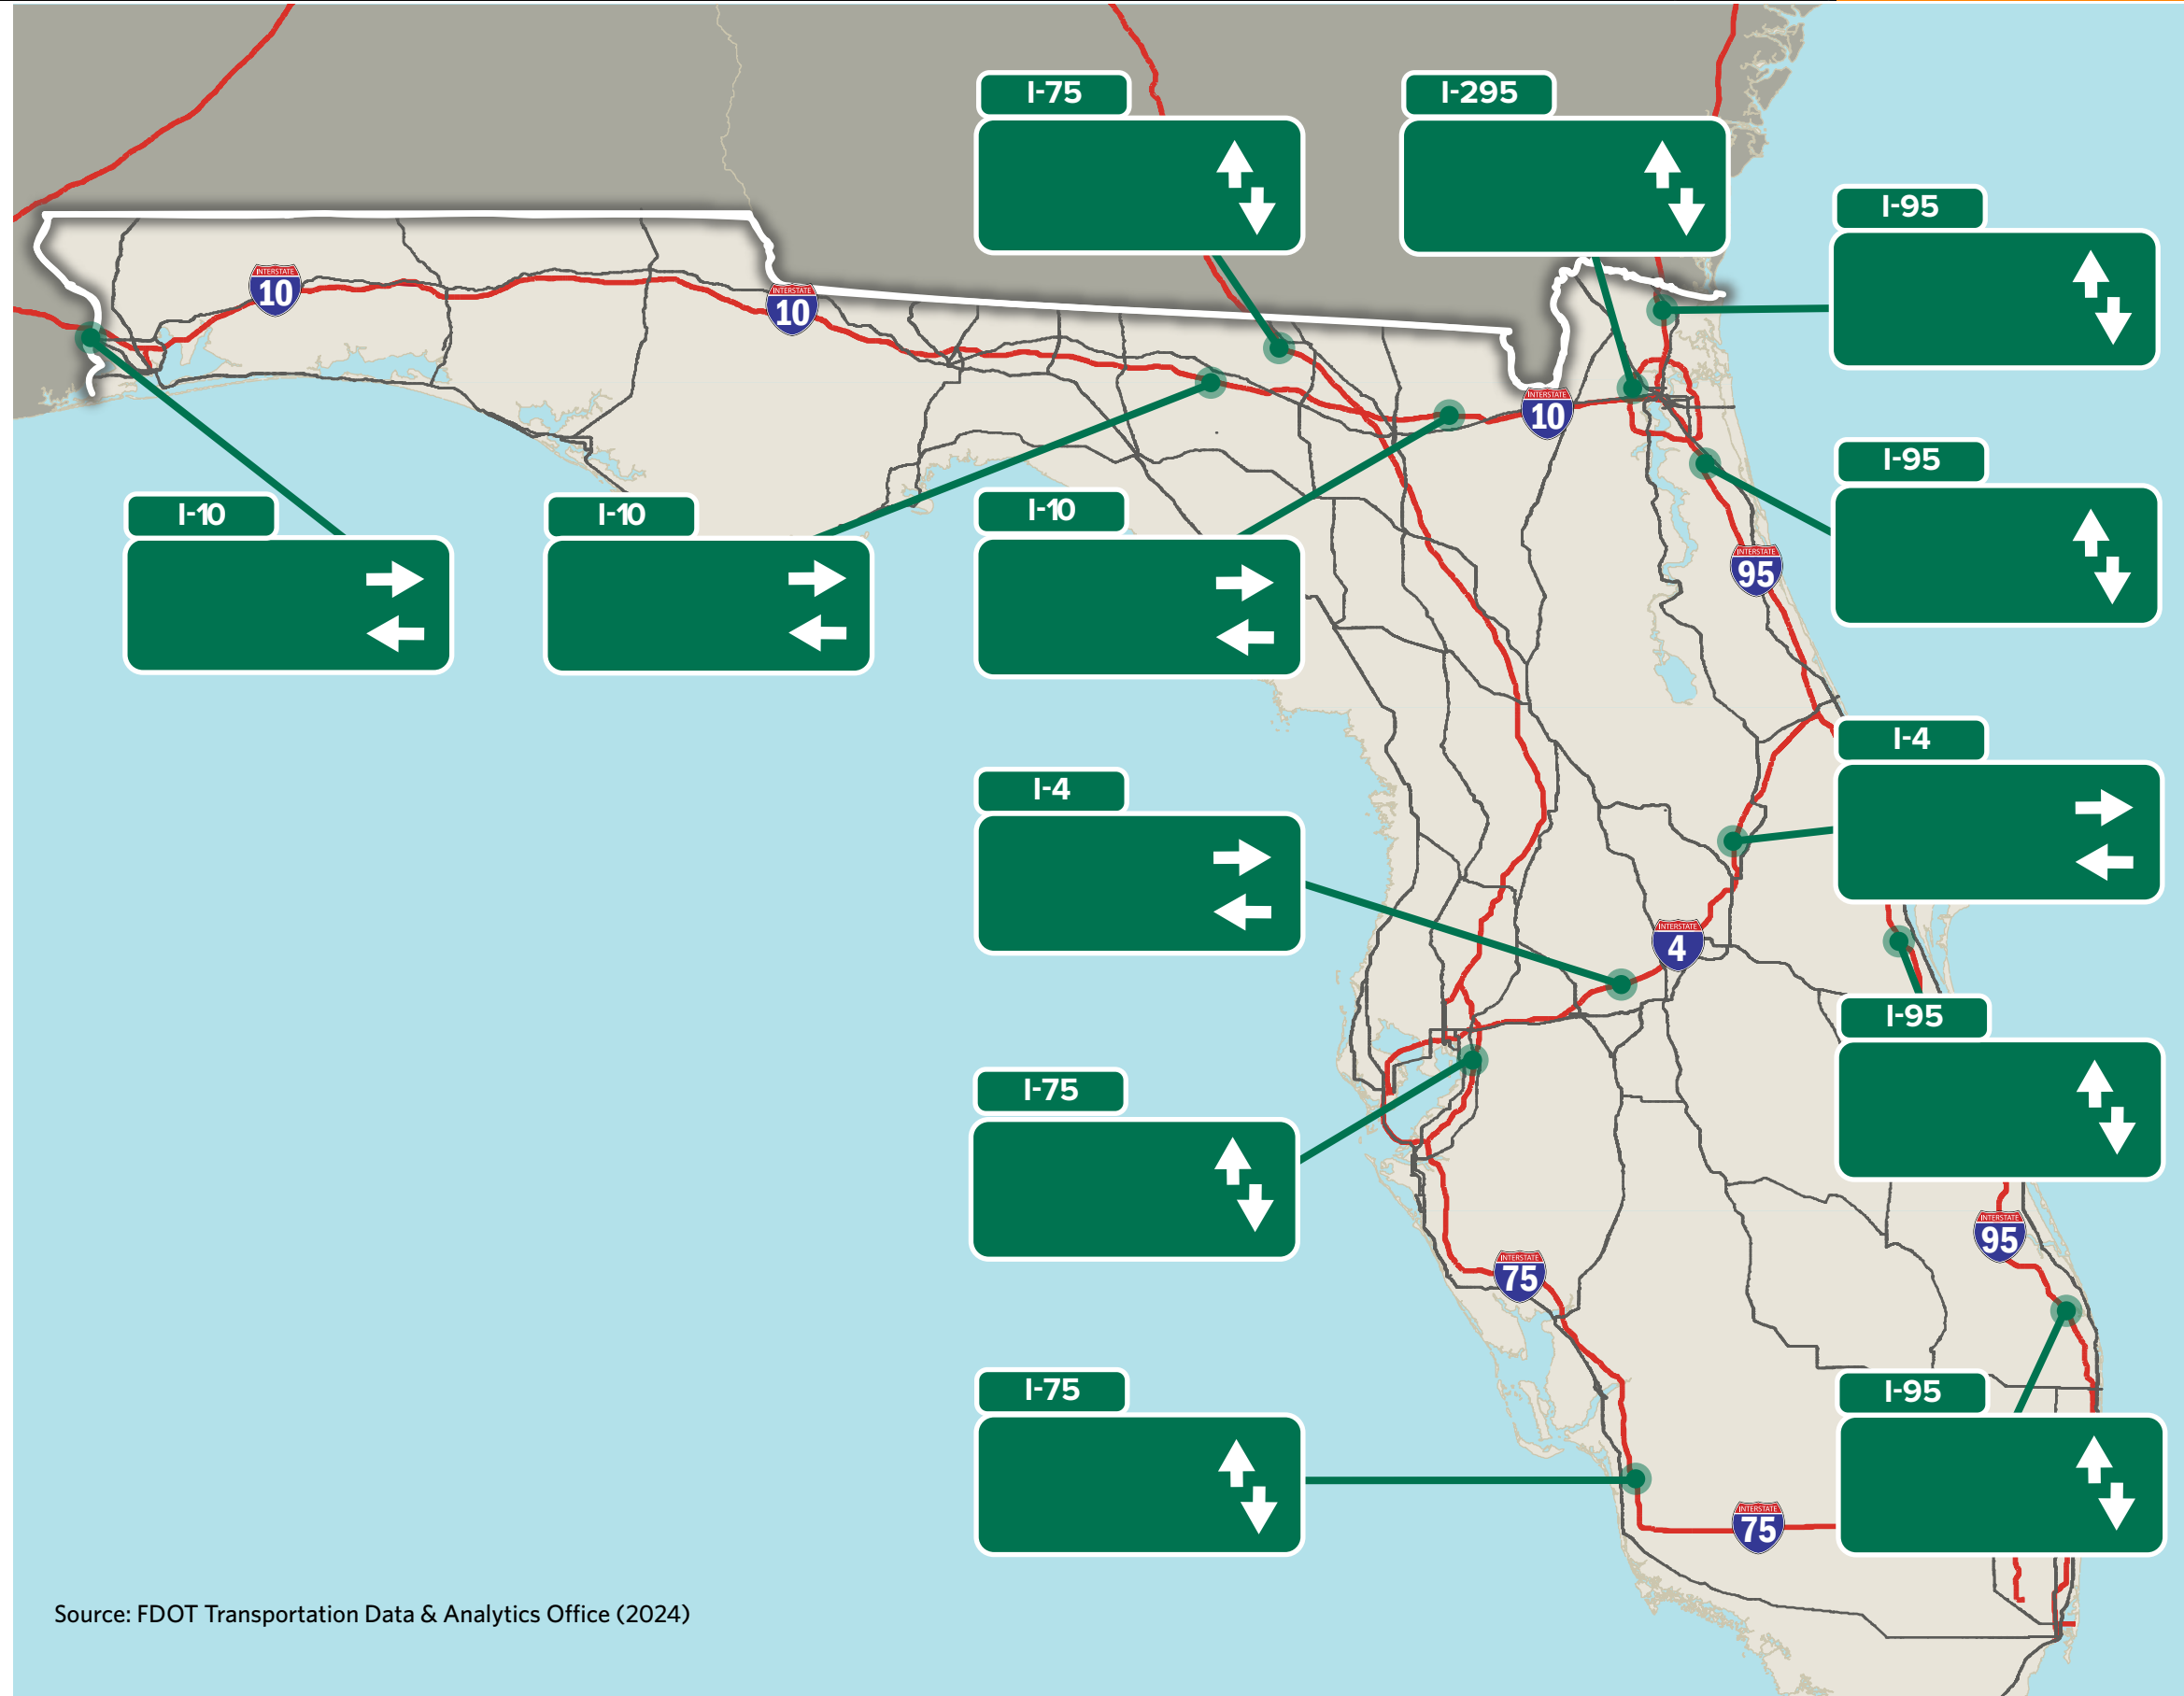 I-75
I-295
I-95
INTERSTATE
10
INTERSTATE
10
INTERSTATE
10
I-95
I-10
I-10
I-10
INTERSTATE
95
I-4
I-4
INTERSTATE
4
I-95
I-75
INTERSTATE
95
INTERSTATE
75
I-75
I-95
INTERSTATE
75
Source: FDOT Transportation Data & Analytics Office (2024)